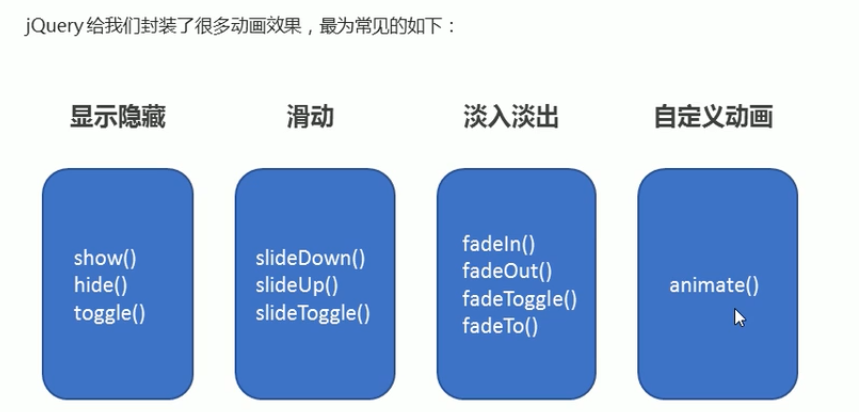 jQuery 给我们封装了很多动画效果，最为常见的如下：
显示隐藏
show()
hide()
toggle()
滑动
slideDown()
slideUp()
slideToggle()
淡入淡出
fadeIn()
fadeOut()
fadeToggle()
fadeTo()
自定义动画
animate()